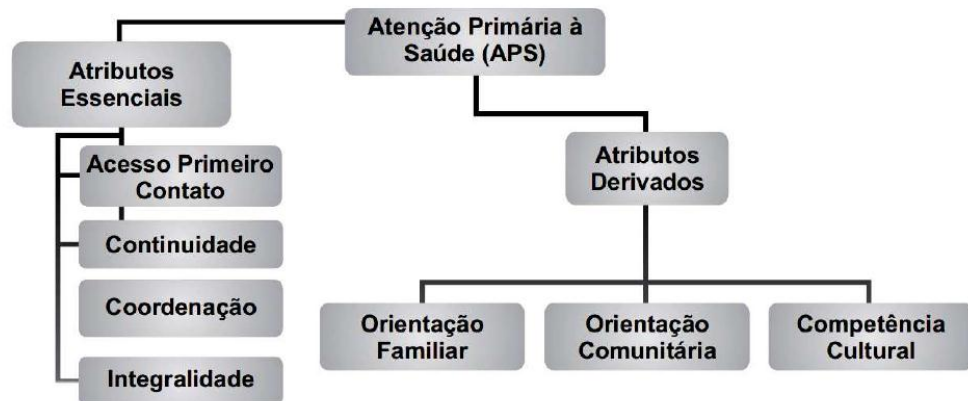 Atenção Primária à
Saúde (APS)
Atributos
Essenciais
Acesso Primeiro
Contato
Continuidade
Coordenação
Integralidade
Atributos
Derivados
Orientação
Familiar
Orientação
Comunitária
Competência
Cultural